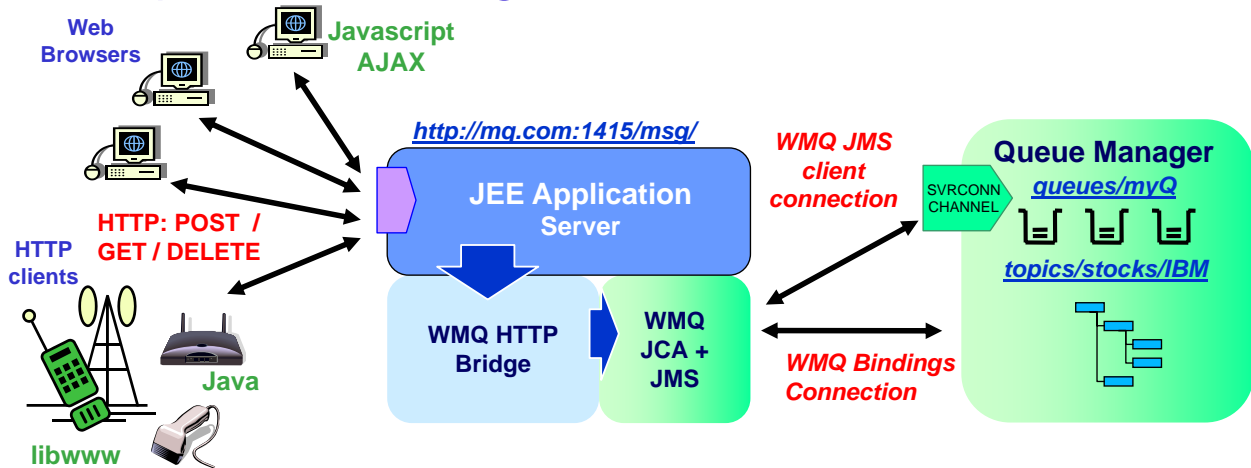 Web
Browsers
Javascript
AJAX
http://mq.com:1415/msg/
JEE Application
Server
HTTP: POST /
GET / DELETE
HTTP
clients
Java
libwww
WMQ HTTP
Bridge
WMQ
JCA +
JMS
WMQ JMS
client
connection
WMQ Bindings
Connection
SVRCONN
CHANNEL
Queue Manager
queues/myQ
topics/stocks/IBM